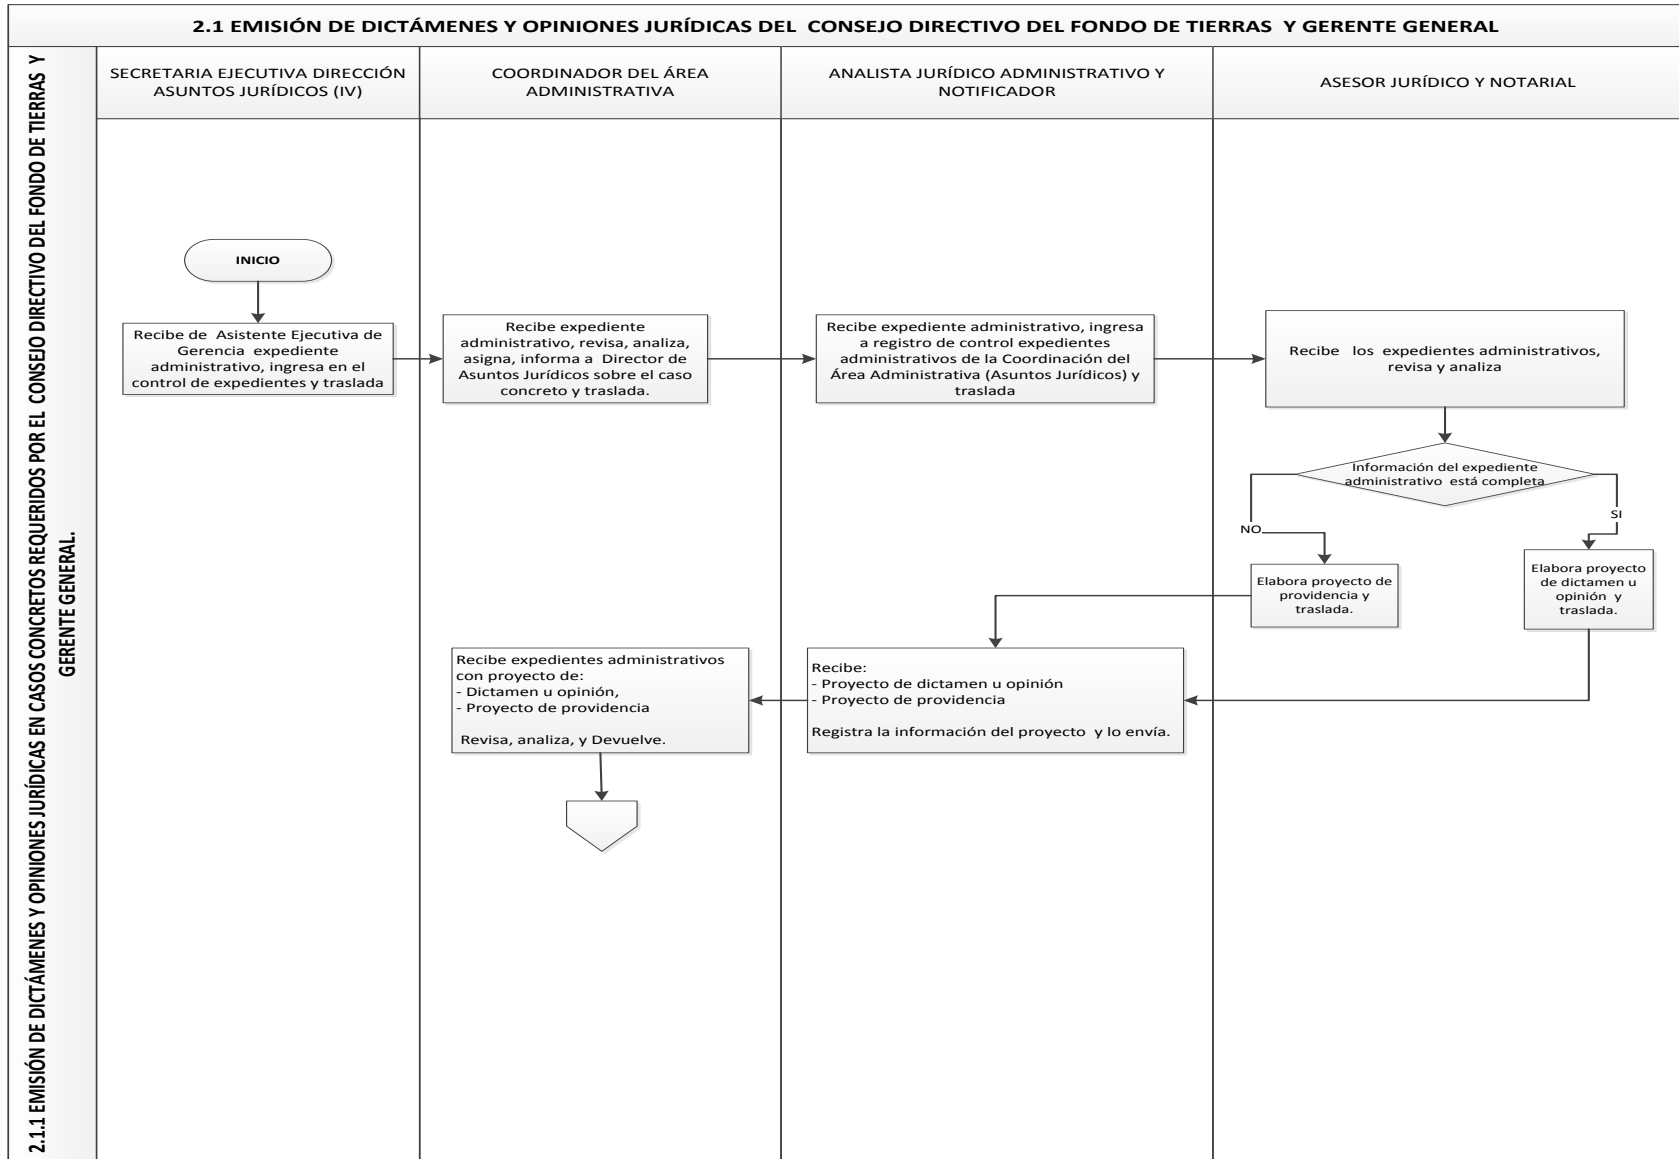 2.1 EMISIÓN DE DICTÁMENES Y OPINIONES JURÍDICAS DEL CONSEJO DIRECTIVO DEL FONDO DE TIERRAS Y GERENTE GENERAL
2.1.1 EMISIÓN DE DICTÁMENES Y OPINIONES JURÍDICAS EN CASOS CONCRETOS REQUERIDOS POR EL CONSEJO DIRECTIVO DEL FONDO DE TIERRAS Y
GERENTE GENERAL.
SECRETARIA EJECUTIVA DIRECCIÓN
ASUNTOS JURÍDICOS (IV)
COORDINADOR DEL ÁREA
ADMINISTRATIVA
ANALISTA JURÍDICO ADMINISTRATIVO Y
NOTIFICADOR
ASESOR JURÍDICO Y NOTARIAL
INICIO
Recibe de Asistente Ejecutiva de
Gerencia expediente
administrativo, ingresa en el
control de expedientes y traslada
Recibe expediente
administrativo, revisa, analiza,
asigna, informa a Director de
Asuntos Jurídicos sobre el caso
concreto y traslada.
Recibe expediente administrativo, ingresa
a registro de control expedientes
administrativos de la Coordinación del
Área Administrativa (Asuntos Jurídicos) y
traslada
Recibe los expedientes administrativos,
revisa y analiza
Información del expediente
administrativo está completa
NO
SI
Elabora proyecto de
providencia y
traslada.
Elabora proyecto
de dictamen u
opinión y
traslada.
Recibe expedientes administrativos
con proyecto de:
- Dictamen u opinión,
- Proyecto de providencia
Revisa, analiza, y Devuelve.
Recibe:
- Proyecto de dictamen u opinión
- Proyecto de providencia
Registra la información del proyecto y lo envía.